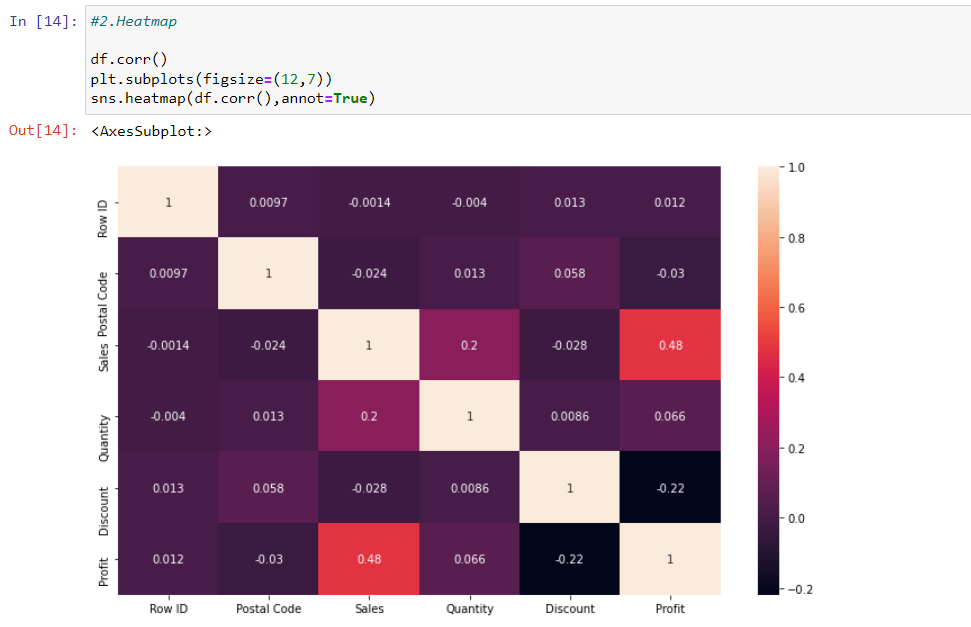 In [14]: #2.Heatmap
df.corr()
plt.subplots(figsize=(12,7))
sns.heatmap(df.corr(),annot=True)
Out[14]: <AxesSubplot:>
Row ID 1 0.0097 -0.0014 -0.004 0.013 0.012
Postal Code 0.0097 1 -0.024 0.013 0.058 -0.03
Sales -0.0014 -0.024 1 0.2 -0.028 0.48
Quantity -0.004 0.013 0.2 1 0.0086 0.066
Discount 0.013 0.058 -0.028 0.0086 1 -0.22
Profit 0.012 -0.03 0.48 0.066 -0.22 1
Row ID Postal Code Sales Quantity Discount Profit
1.0
0.8
0.6
0.4
0.2
0.0
−0.2